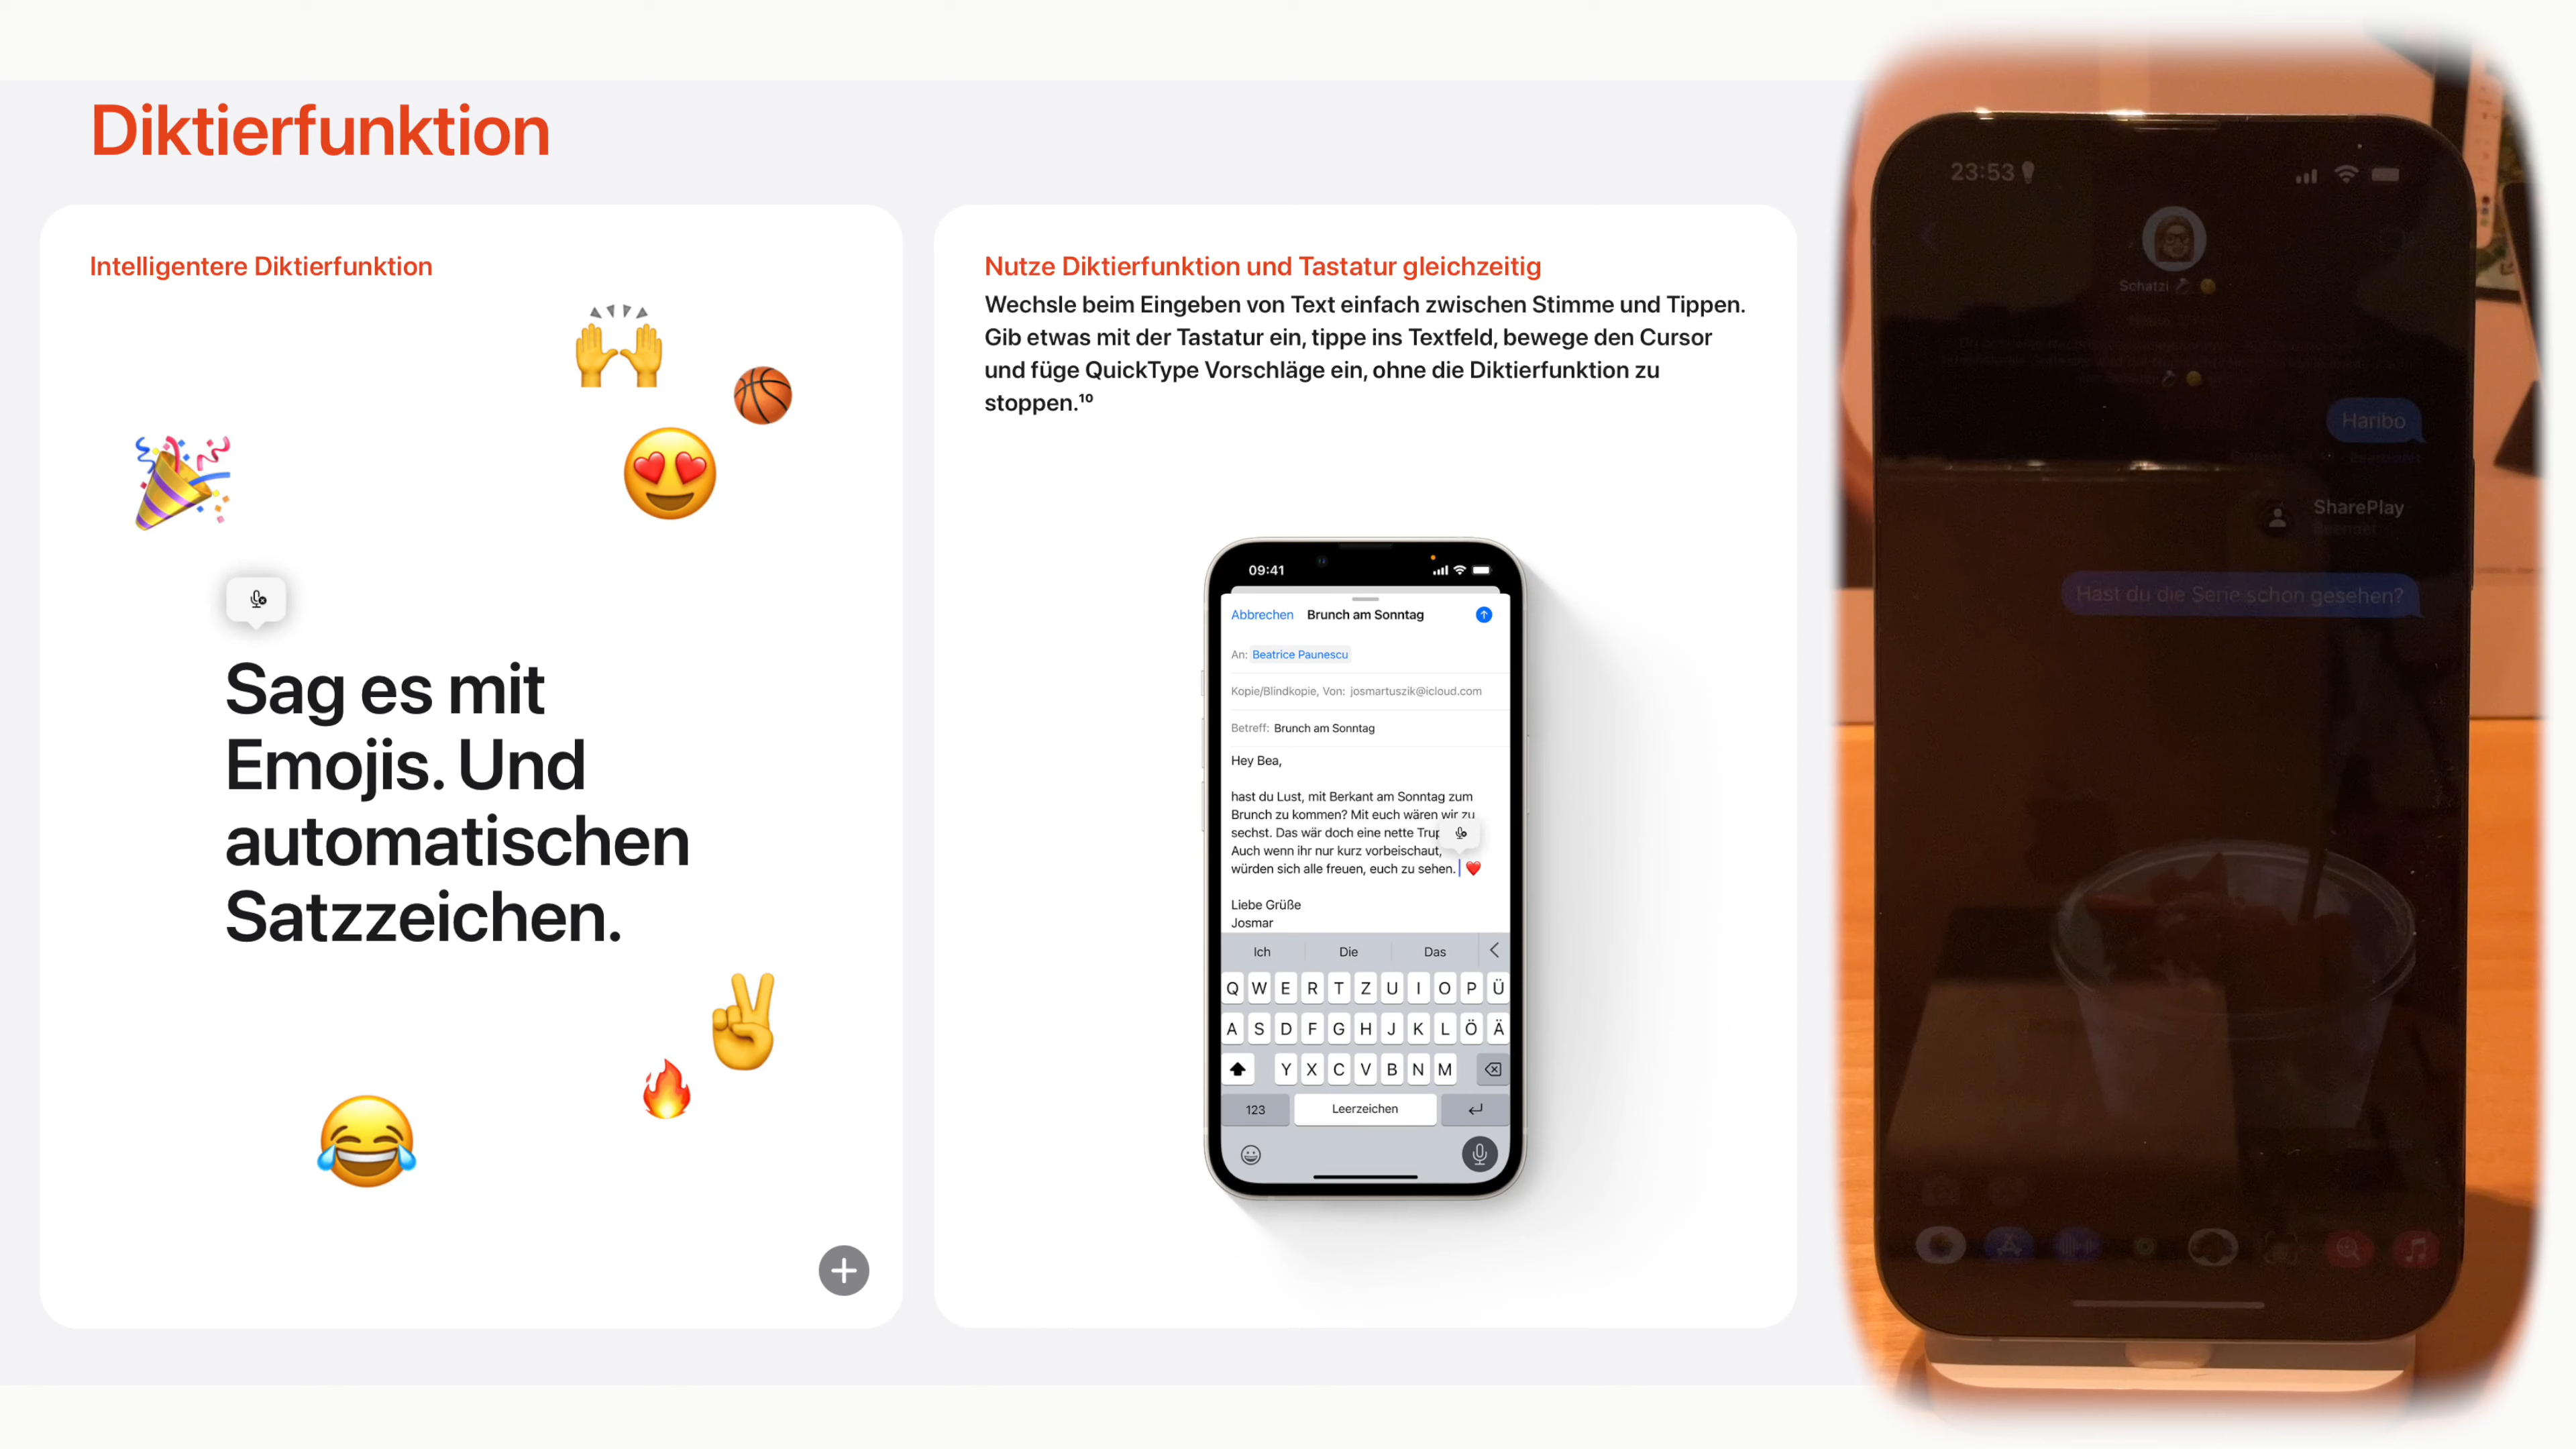 Diktierfunktion
Intelligentere Diktierfunktion
Sag es mit
Emojis. Und
automatischen
Satzzeichen.
Nutze Diktierfunktion und Tastatur gleichzeitig
Wechsle beim Eingeben von Text einfach zwischen Stimme und Tippen.
Gib etwas mit der Tastatur ein, tippe ins Textfeld, bewege den Cursor
und füge QuickType Vorschläge ein, ohne die Diktierfunktion zu
stoppen.¹⁰
09:41
Abbrechen Brunch am Sonntag
An: Beatrice Paunescu
Kopie/Blindkopie, Von: josmartuszik@icloud.com
Betreff: Brunch am Sonntag
Hey Bea,
hast du Lust, mit Berkant am Sonntag zum
Brunch zu kommen? Mit euch wären wir zu
sechst. Das wär doch eine nette Trup
Auch wenn ihr nur kurz vorbeischaut,
würden sich alle freuen, euch zu sehen. ❤️
Liebe Grüße
Josmar
Ich Die Das
Q W E R T Z U I O P Ü
A S D F G H J K L Ö Ä
Y X C V B N M
123 Leerzeichen
23:53
Schatzi
Haribo
SharePlay
Beendet
Hast du die Serie schon gesehen?